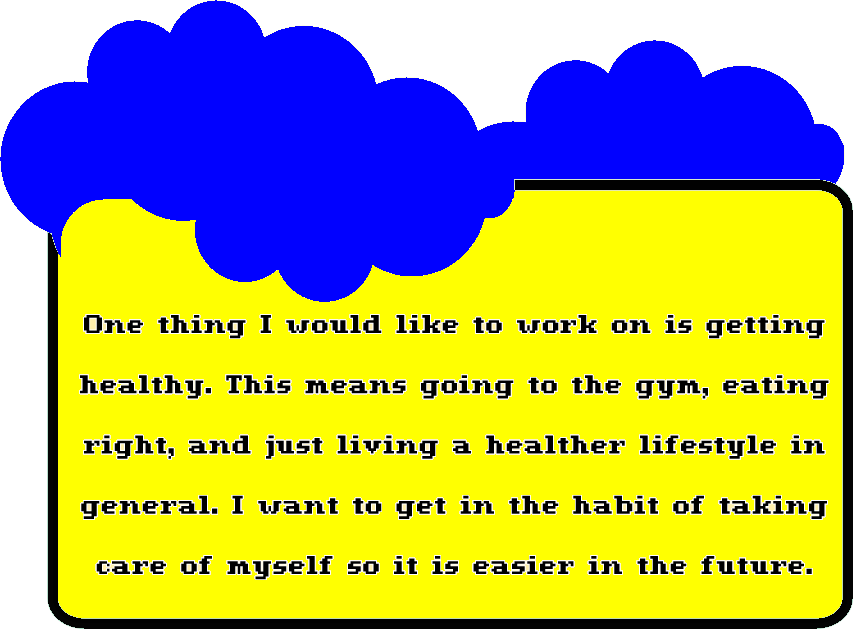 One thing I would like to work on is getting
healthy. This means going to the gym, eating
right, and just living a healther lifestyle in
general. I want to get in the habit of taking
care of myself so it is easier in the future.